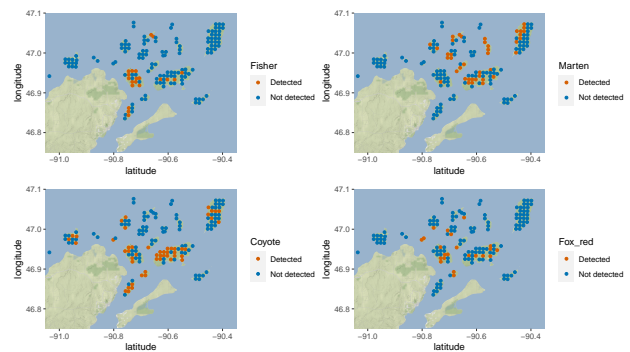 47.1
47.0
46.9
46.8
longitude
−91.0 −90.8 −90.6 −90.4
latitude
Fisher
Detected
Not detected
47.1
47.0
46.9
46.8
longitude
−91.0 −90.8 −90.6 −90.4
latitude
Marten
Detected
Not detected
47.1
47.0
46.9
46.8
longitude
−91.0 −90.8 −90.6 −90.4
latitude
Coyote
Detected
Not detected
47.1
47.0
46.9
46.8
longitude
−91.0 −90.8 −90.6 −90.4
latitude
Fox_red
Detected
Not detected